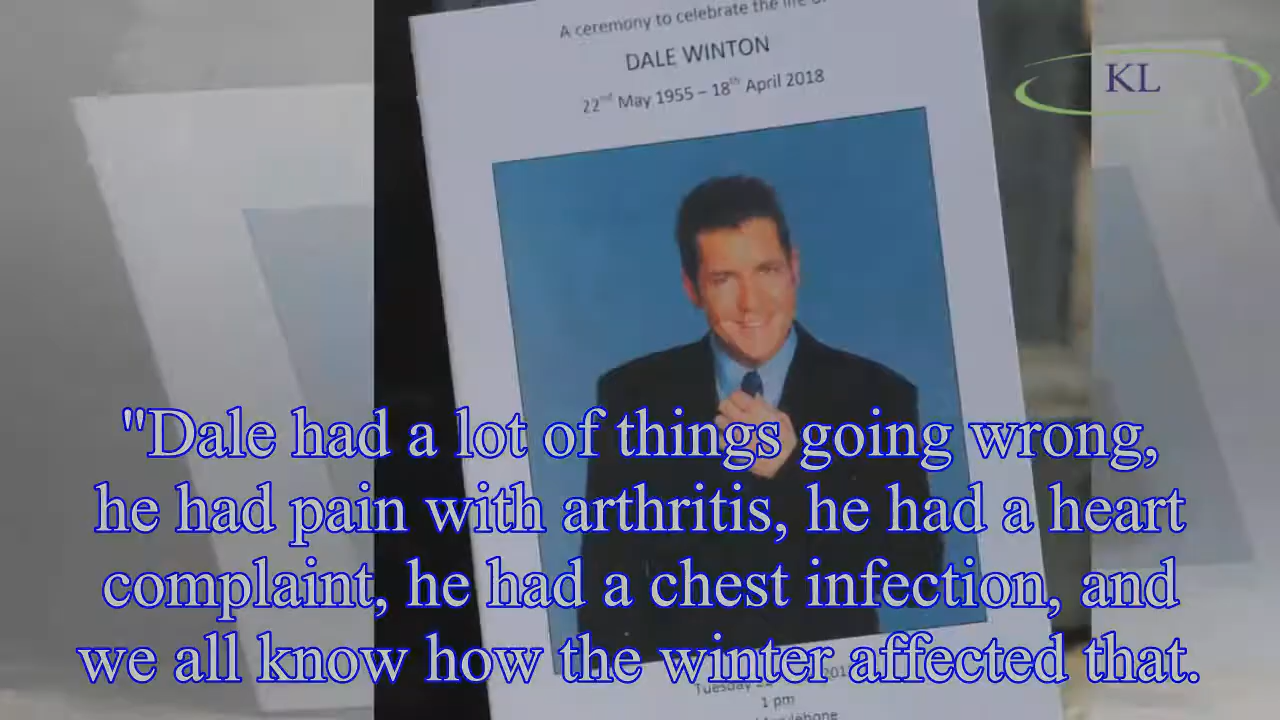 A ceremony to celebrate the life of
DALE WINTON
22nd May 1955 – 18th April 2018
KL
"Dale had a lot of things going wrong,
he had pain with arthritis, he had a heart
complaint, he had a chest infection, and
we all know how the winter affected that.
Tuesday
1 pm